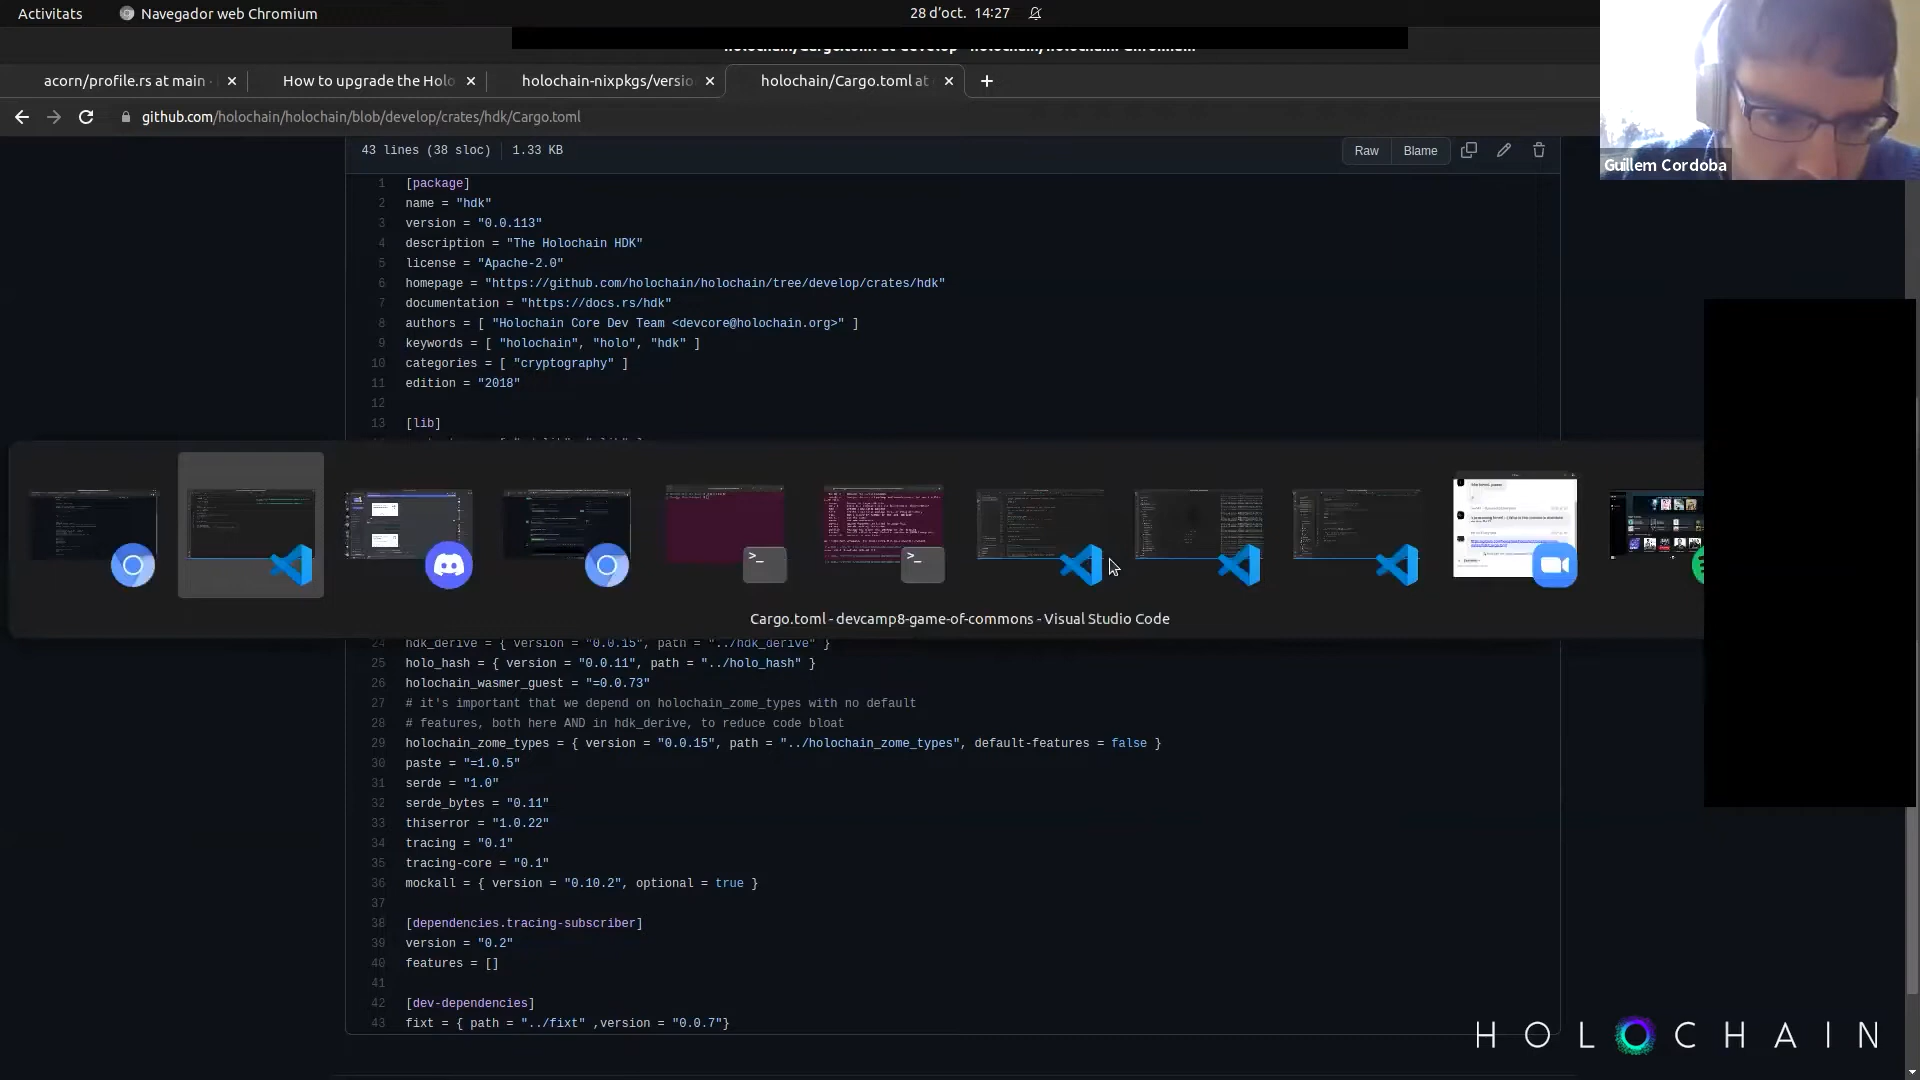 Activitats
Navegador web Chromium
28 d'oct. 14:27
acorn/profile.rs at main ·
How to upgrade the Holo
holochain-nixpkgs/versio
holochain/Cargo.toml at
github.com/holochain/holochain/blob/develop/crates/hdk/Cargo.toml
Guillem Cordoba
43 lines (38 sloc)
1.33 KB
Raw
Blame
1 [package]
2 name = "hdk"
3 version = "0.0.113"
4 description = "The Holochain HDK"
5 license = "Apache-2.0"
6 homepage = "https://github.com/holochain/holochain/tree/develop/crates/hdk"
7 documentation = "https://docs.rs/hdk"
8 authors = [ "Holochain Core Dev Team <devcore@holochain.org>" ]
9 keywords = [ "holochain", "holo", "hdk" ]
10 categories = [ "cryptography" ]
11 edition = "2018"
12
13 [lib]
Cargo.toml - devcamp8-game-of-commons - Visual Studio Code
24 hdk_derive = { version = "0.0.15", path = "../hdk_derive" }
25 holo_hash = { version = "0.0.11", path = "../holo_hash" }
26 holochain_wasmer_guest = "=0.0.73"
27 # it's important that we depend on holochain_zome_types with no default
28 # features, both here AND in hdk_derive, to reduce code bloat
29 holochain_zome_types = { version = "0.0.15", path = "../holochain_zome_types", default-features = false }
30 paste = "=1.0.5"
31 serde = "1.0"
32 serde_bytes = "0.11"
33 thiserror = "1.0.22"
34 tracing = "0.1"
35 tracing-core = "0.1"
36 mockall = { version = "0.10.2", optional = true }
37
38 [dependencies.tracing-subscriber]
39 version = "0.2"
40 features = []
41
42 [dev-dependencies]
43 fixt = { path = "../fixt" ,version = "0.0.7"}
HOLOCHAIN